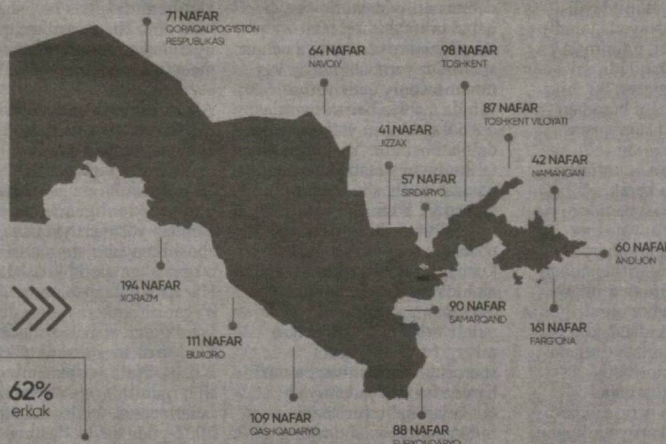 71 NAFAR
QORAQALPOG'ISTON
RESPUBLIKASI
64 NAFAR
NAVOIY
98 NAFAR
TOSHKENT
87 NAFAR
TOSHKENT VILOYATI
41 NAFAR
JIZZAX
57 NAFAR
SIRDARYO
42 NAFAR
NAMANGAN
60 NAFAR
ANDIJON
194 NAFAR
XORAZM
90 NAFAR
SAMARQAND
161 NAFAR
FARG'ONA
111 NAFAR
BUXORO
62%
erkak
109 NAFAR
QASHQADARYO
88 NAFAR
SURXONDARYO